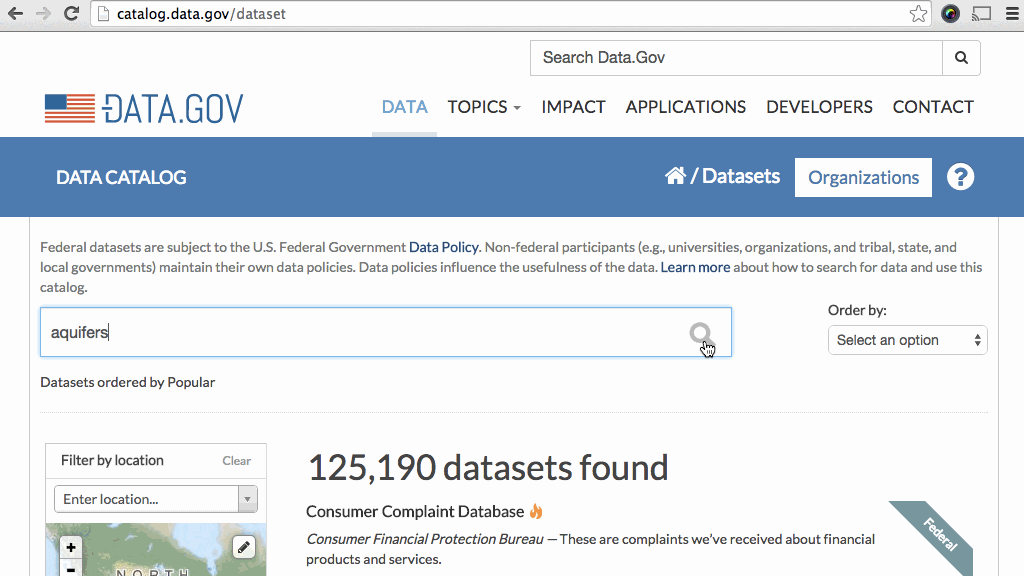 catalog.data.gov/dataset
Search Data.Gov
DATA.GOV
DATA TOPICS IMPACT APPLICATIONS DEVELOPERS CONTACT
DATA CATALOG
/ Datasets
Organizations
?
Federal datasets are subject to the U.S. Federal Government Data Policy. Non-federal participants (e.g., universities, organizations, and tribal, state, and
local governments) maintain their own data policies. Data policies influence the usefulness of the data. Learn more about how to search for data and use this
catalog.
Order by:
aquifers
Select an option
Datasets ordered by Popular
Filter by location
Clear
Enter location...
+
-
NORTH
125,190 datasets found
Consumer Complaint Database
Consumer Financial Protection Bureau — These are complaints we've received about financial
products and services.
Federal